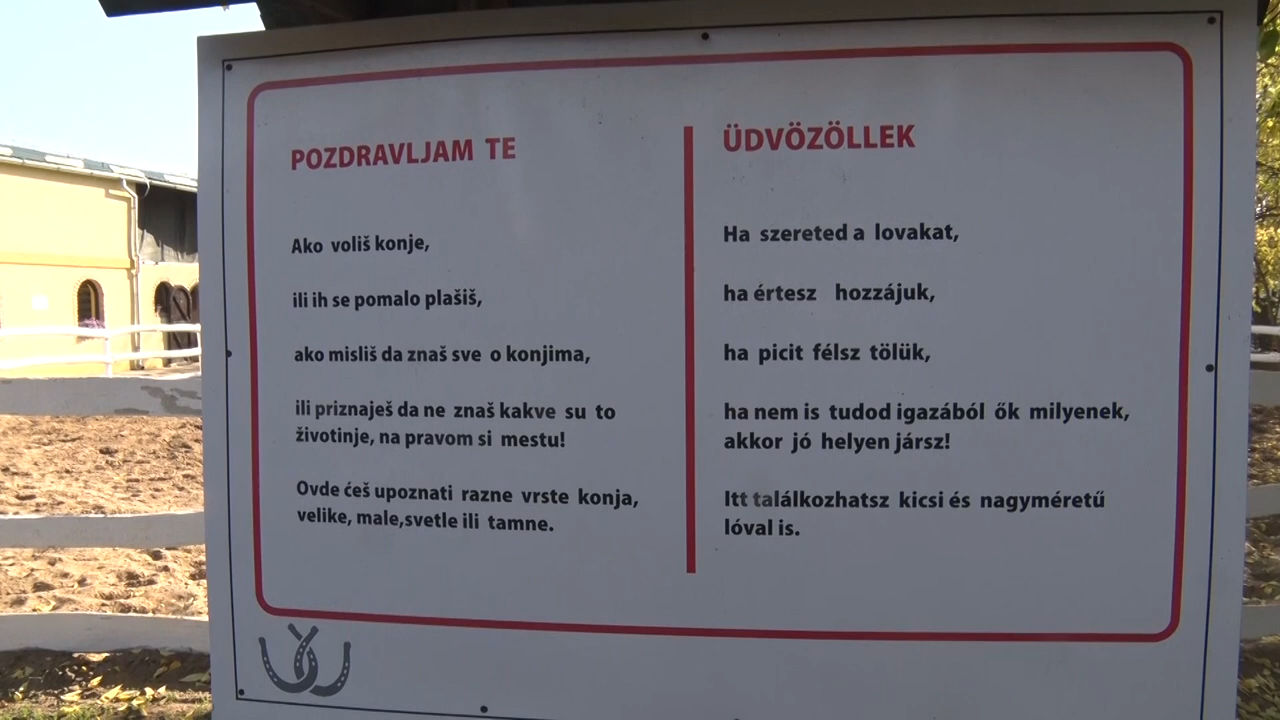 POZDRAVLJAM TE
Ako voliš konje,
ili ih se pomalo plašiš,
ako misliš da znaš sve o konjima,
ili priznaješ da ne znaš kakve su to
životinje, na pravom si mestu!
Ovde ćeš upoznati razne vrste konja,
velike, male,svetle ili tamne.
ÜDVÖZÖLLEK
Ha szereted a lovakat,
ha értesz hozzájuk,
ha picit félsz tölük,
ha nem is tudod igazából ők milyenek,
akkor jó helyen jársz!
Itt találkozhatsz kicsi és nagyméretű
lóval is.